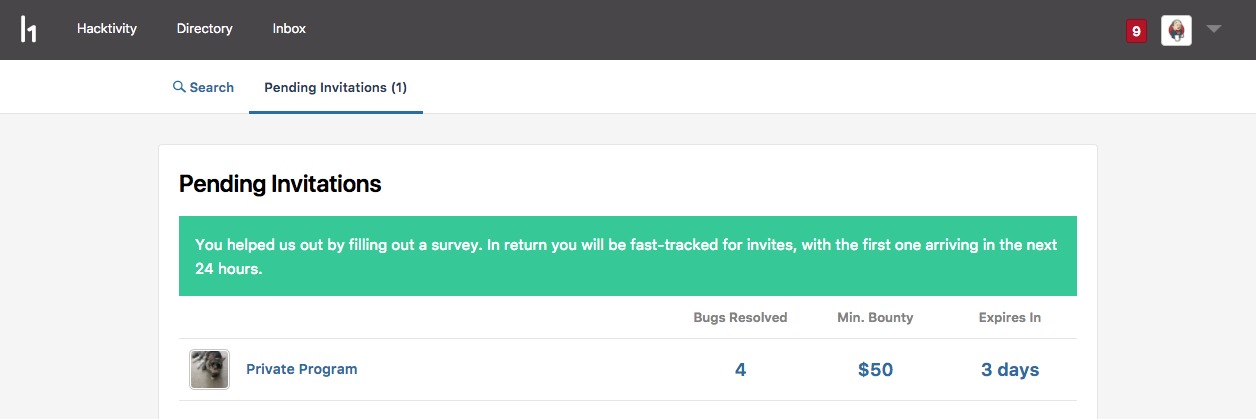 h1 Hacktivity Directory Inbox 9
Search Pending Invitations (1)
Pending Invitations
You helped us out by filling out a survey. In return you will be fast-tracked for invites, with the first one arriving in the next
24 hours.
Bugs Resolved Min. Bounty Expires In
Private Program 4 $50 3 days